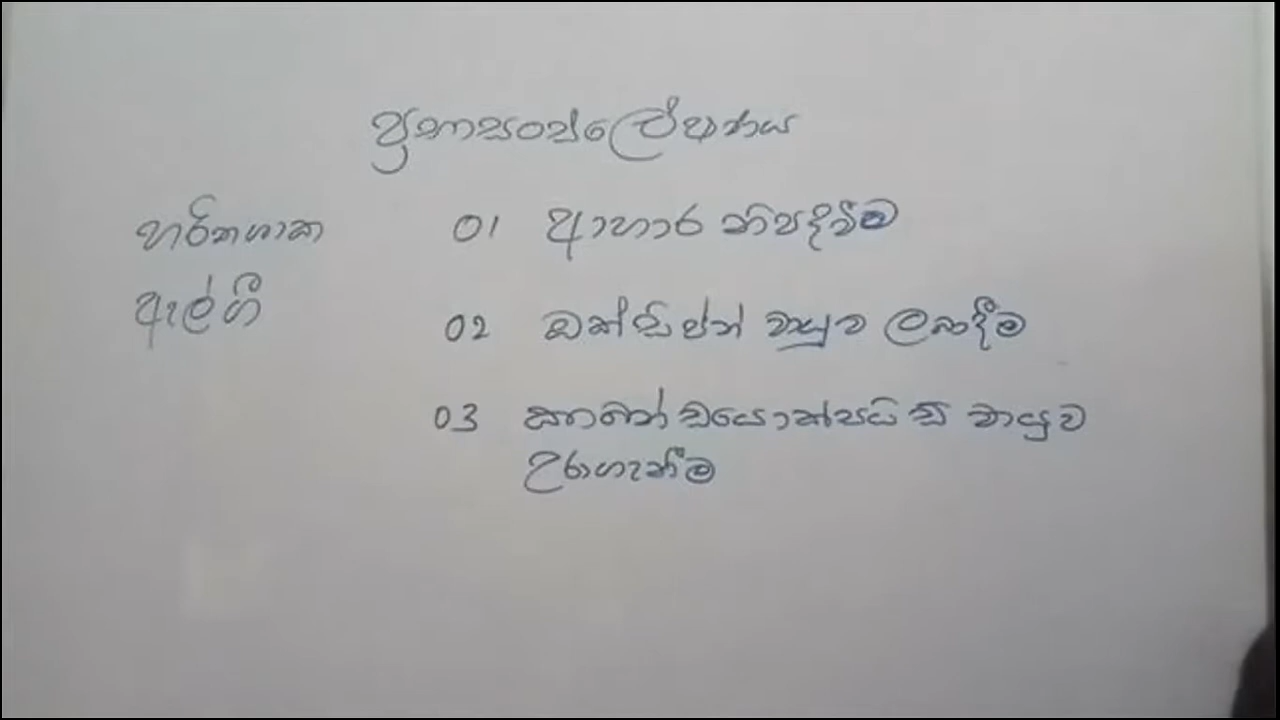 ප්‍රභාසංස්ලේෂණය
හරිතශාක
ඇල්ගී
01 ආහාර නිපදවීම
02 ඔක්සිජන් වායුව ලබාදීම
03 කාබන්ඩයොක්සයිඩ් වායුව
උරාගැනීම